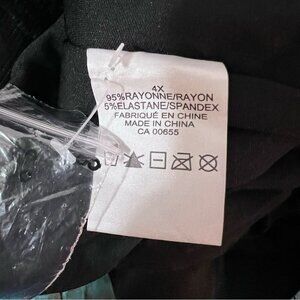 4X
95%RAYONNE/RAYON
5%ELASTANE/SPANDEX
FABRIQUÉ EN CHINE
MADE IN CHINA
CA 00655